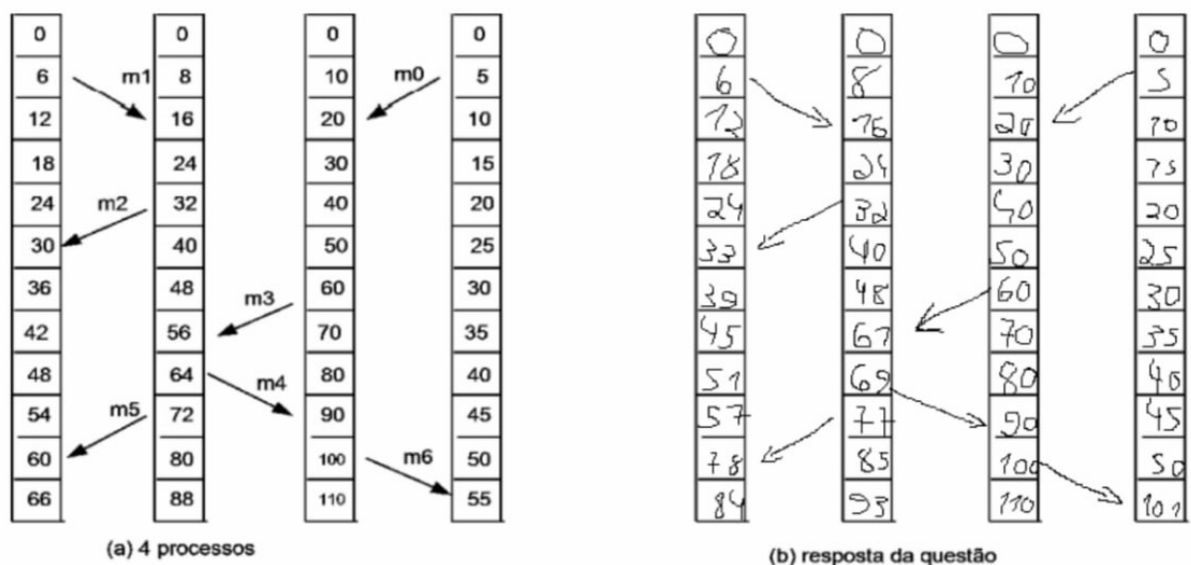 0 0 0 0 0 0 0 0
6 m1 8 10 m0 5 6 8 10 5
12 16 20 10 12 16 20 10
18 24 30 15 18 24 30 15
24 m2 32 40 20 24 32 40 20
30 40 50 25 33 40 50 25
36 48 m3 60 30 39 48 60 30
42 56 70 35 45 61 70 35
48 64 m4 80 40 51 69 80 40
54 m5 72 90 45 57 77 90 45
60 80 100 m6 50 78 85 100 50
66 88 110 55 84 93 110 101
(a) 4 processos (b) resposta da questão